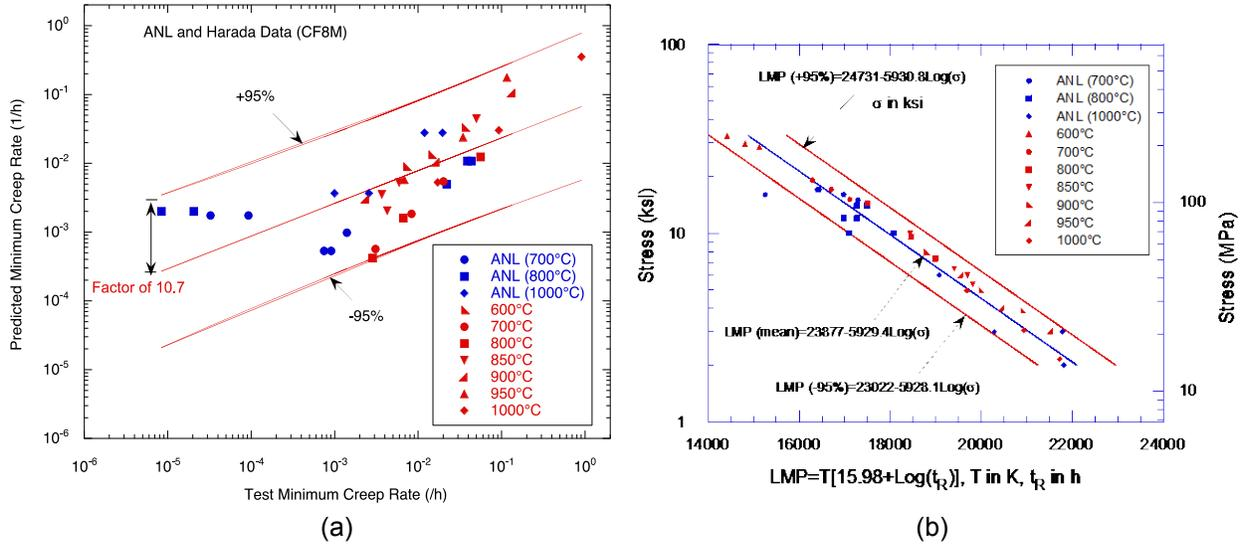 ANL and Harada Data (CF8M)
+95%
-95%
Factor of 10.7
ANL (700°C)
ANL (800°C)
ANL (1000°C)
600°C
700°C
800°C
850°C
900°C
950°C
1000°C
Predicted Minimum Creep Rate (1/h)
10^0
10^-1
10^-2
10^-3
10^-4
10^-5
10^-6
10^-6 10^-5 10^-4 10^-3 10^-2 10^-1 10^0
Test Minimum Creep Rate (/h)
(a)
LMP (+95%)=24731-5930.8Log(σ)
σ in ksi
ANL (700°C)
ANL (800°C)
ANL (1000°C)
600°C
700°C
800°C
850°C
900°C
950°C
1000°C
LMP (mean)=23877-5929.4Log(σ)
LMP (-95%)=23022-5928.1Log(σ)
Stress (ksi)
100
10
1
Stress (MPa)
100
10
14000 16000 18000 20000 22000 24000
LMP=T[15.98+Log(t_R)], T in K, t_R in h
(b)